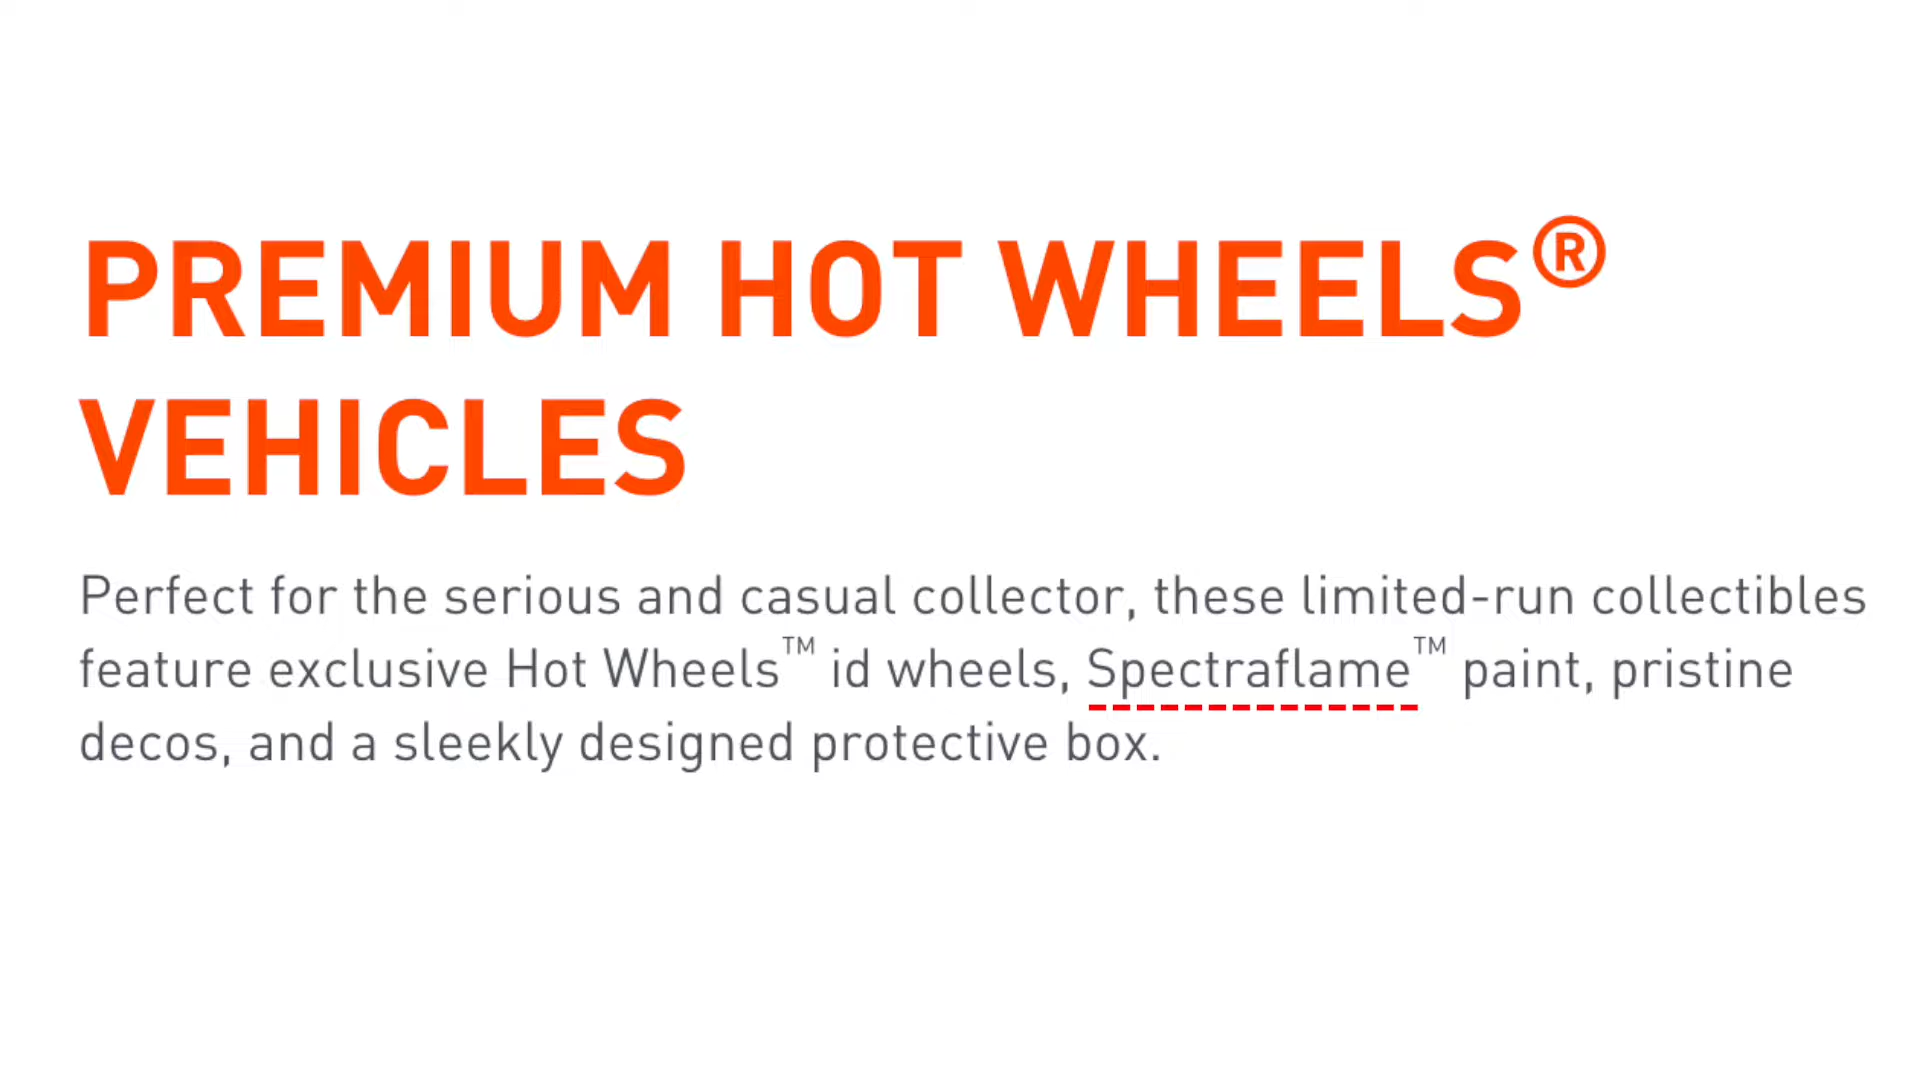 PREMIUM HOT WHEELS®
VEHICLES
Perfect for the serious and casual collector, these limited-run collectibles
feature exclusive Hot Wheels™ id wheels, Spectraflame™ paint, pristine
decos, and a sleekly designed protective box.